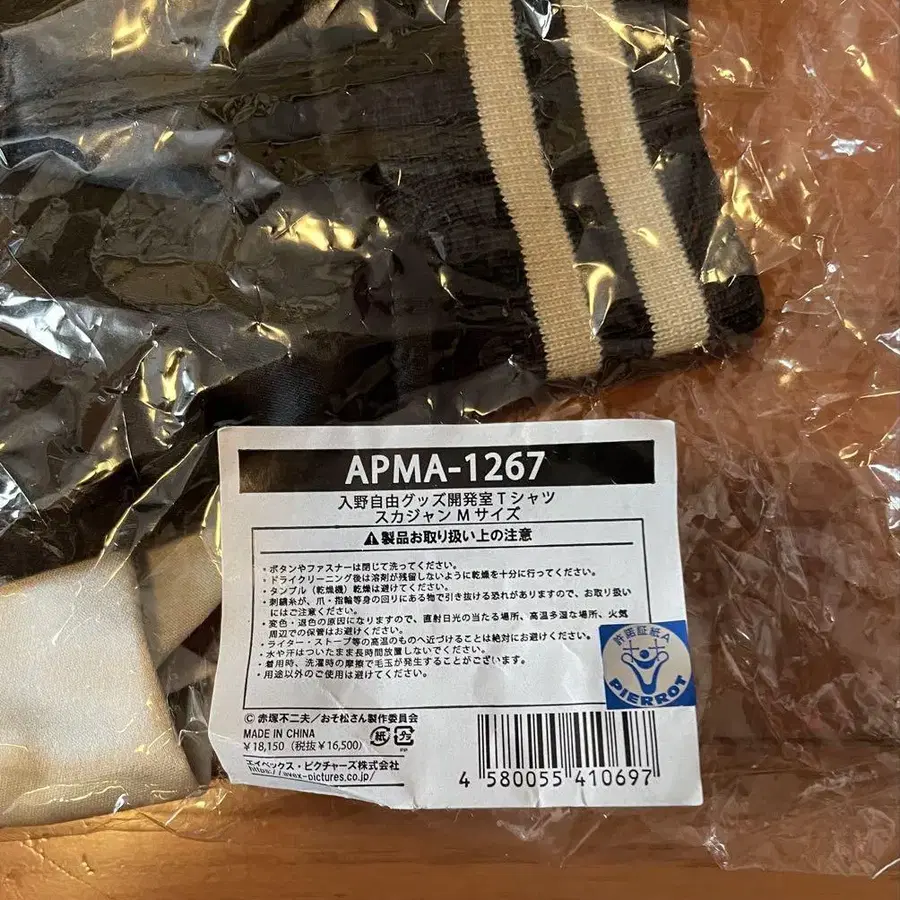 APMA-1267
入野自由グッズ開発室Tシャツ
スカジャン Mサイズ
⚠製品お取り扱い上の注意
・ボタンやファスナーは閉じて洗ってください。
・ドライクリーニング後は溶剤が残留しないように乾燥を十分に行ってください。
・タンブル（乾燥機）乾燥は避けてください。
・刺繍糸が、爪・指輪等身の回りにある物で引き抜ける恐れがありますので、お取り扱い
にはご注意ください。
・変色・退色の原因になりますので、直射日光の当たる場所、高温多湿な場所、火気
周辺での保管はお避けください。
・ライター・ストーブ等の高温のものへ近づけることは絶対にお避けください。
・水や汗はついたまま長時間放置しないでください。
・着用時、洗濯時の摩擦で毛玉が発生することがございます。
・用途以外のご使用は避けてください。
許諾証紙A
PIERROT
© 赤塚不二夫／おそ松さん製作委員会
MADE IN CHINA
¥18,150（税抜¥16,500）
紙
プラ
PP
エイベックス・ピクチャーズ株式会社
https://avex-pictures.co.jp/
4 580055 410697